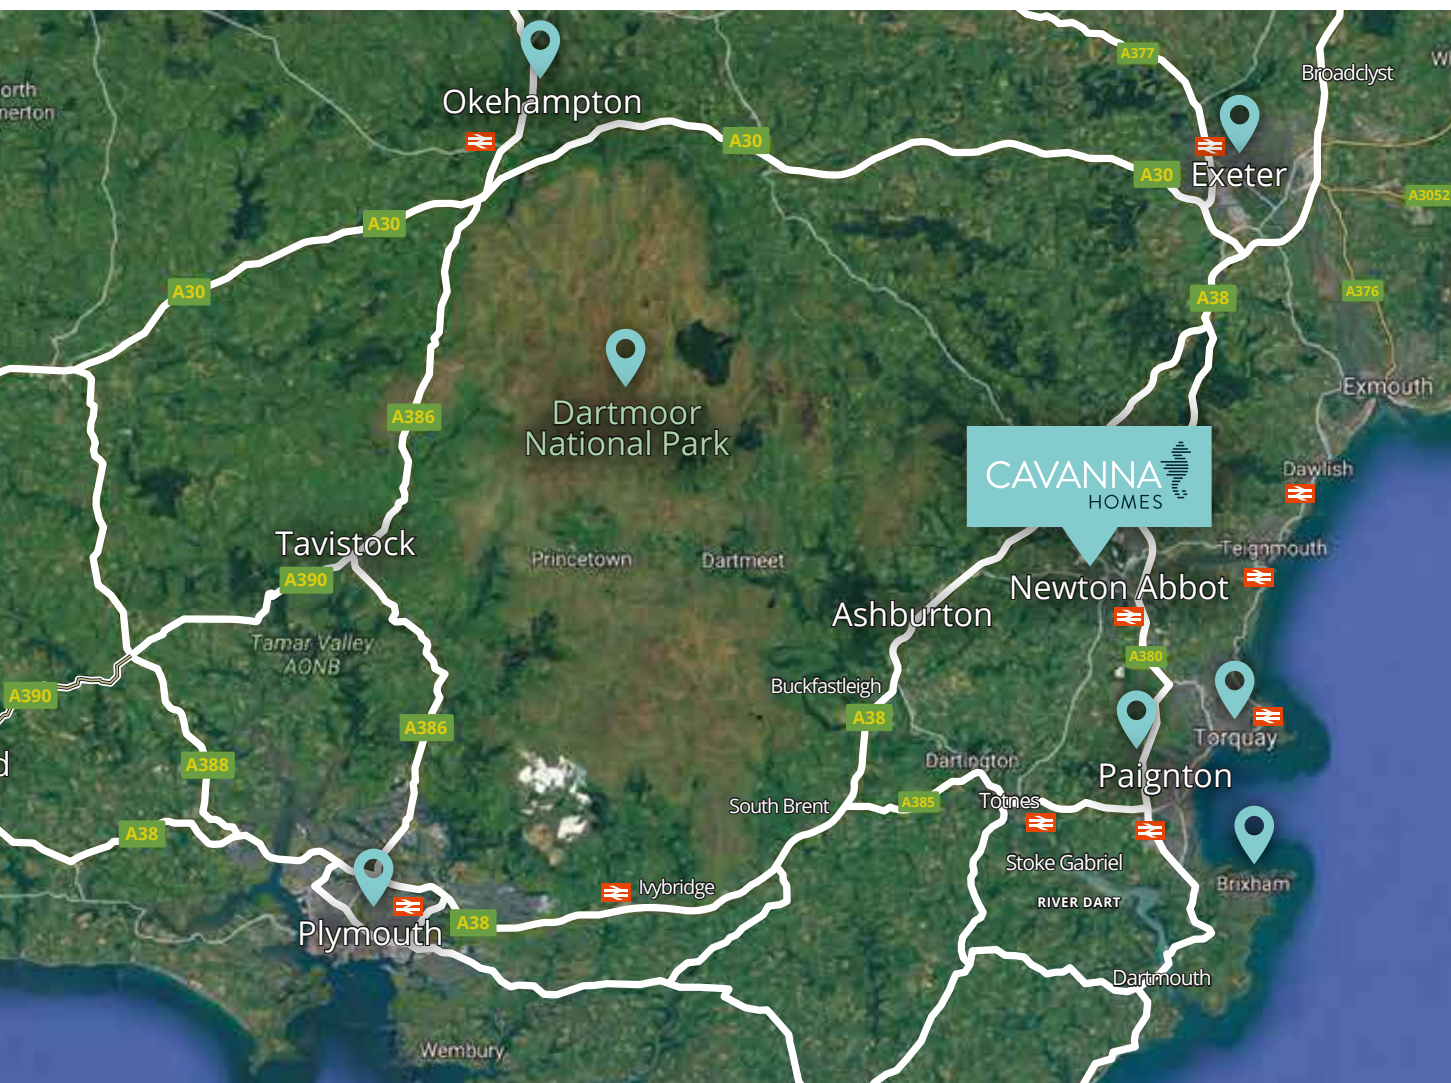 A377
Broadclyst
orth
nerton
Okehampton
A30
Exeter
A30
A3052
A30
A30
A38
A376
Dartmoor
National Park
Exmouth
A386
CAVANNA
HOMES
Dawlish
Tavistock
Princetown
Dartmeet
Teignmouth
A390
Newton Abbot
Ashburton
Tamar Valley
AONB
A380
Buckfastleigh
A390
A38
A386
Torquay
A388
d
Dartington
Paignton
South Brent
A385
Totnes
A38
Stoke Gabriel
Ivybridge
Brixham
RIVER DART
A38
Plymouth
Dartmouth
Wembury